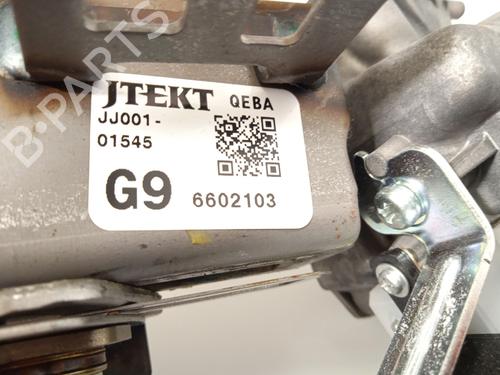 B-PARTS
JTEKT QEBA
JJ001-
01545
G9 6602103